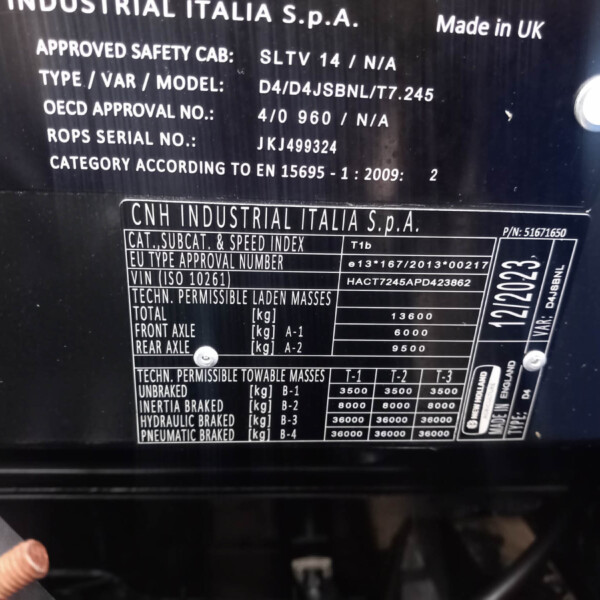 INDUSTRIAL ITALIA S.p.A.
Made in UK
APPROVED SAFETY CAB: SLTV 14 / N/A
TYPE / VAR / MODEL: D4/D4JSBNL/T7.245
OECD APPROVAL NO.: 4/0 960 / N/A
ROPS SERIAL NO.: JKJ499324
CATEGORY ACCORDING TO EN 15695 - 1 : 2009: 2
CNH INDUSTRIAL ITALIA S.p.A.
P/N: 51671650
CAT., SUBCAT. & SPEED INDEX T1b
EU TYPE APPROVAL NUMBER e13*167/2013*00217
VIN (ISO 10261) HACT7245APD423862
TECHN. PERMISSIBLE LADEN MASSES
TOTAL [kg] 13600
FRONT AXLE [kg] A-1 6000
REAR AXLE [kg] A-2 9500
TECHN. PERMISSIBLE TOWABLE MASSES T-1 T-2 T-3
UNBRAKED [kg] B-1 3500 3500 3500
INERTIA BRAKED [kg] B-2 8000 8000 8000
HYDRAULIC BRAKED [kg] B-3 36000 36000 36000
PNEUMATIC BRAKED [kg] B-4 36000 36000 36000
12/2023
VAR: D4JSBNL
NEW HOLLAND
MADE IN ENGLAND
TYPE: D4